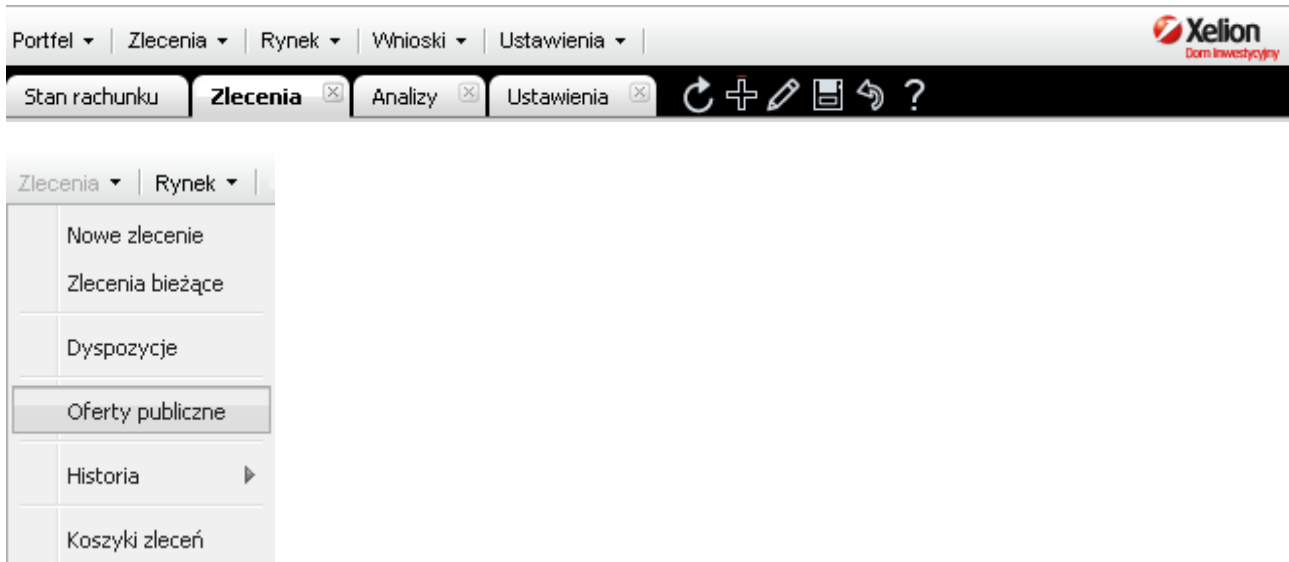 Portfel Zlecenia Rynek Wnioski Ustawienia
Xelion
Dom Inwestycyjny
Stan rachunku Zlecenia Analizy Ustawienia ?
Zlecenia Rynek
Nowe zlecenie
Zlecenia bieżące
Dyspozycje
Oferty publiczne
Historia
Koszyki zleceń